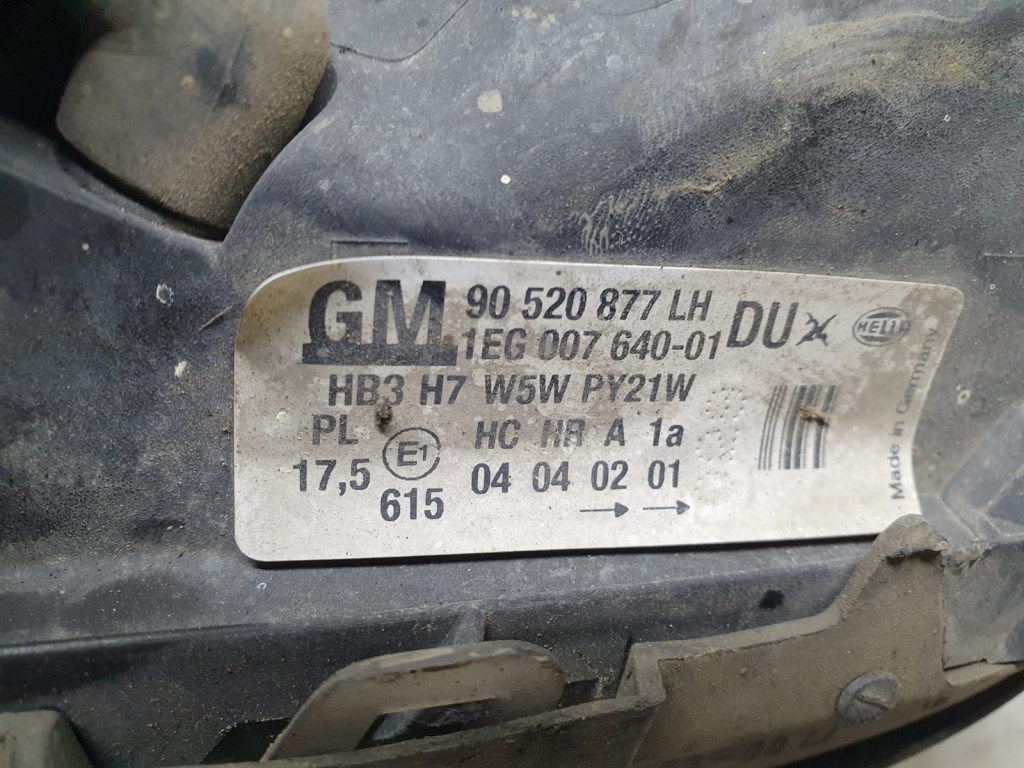 GM 90 520 877 LH DU
1EG 007 640-01
HELLA
HB3 H7 W5W PY21W
PL E1 HC HR A 1a
17,5 615 04 04 02 01
→ →
Made in Germany